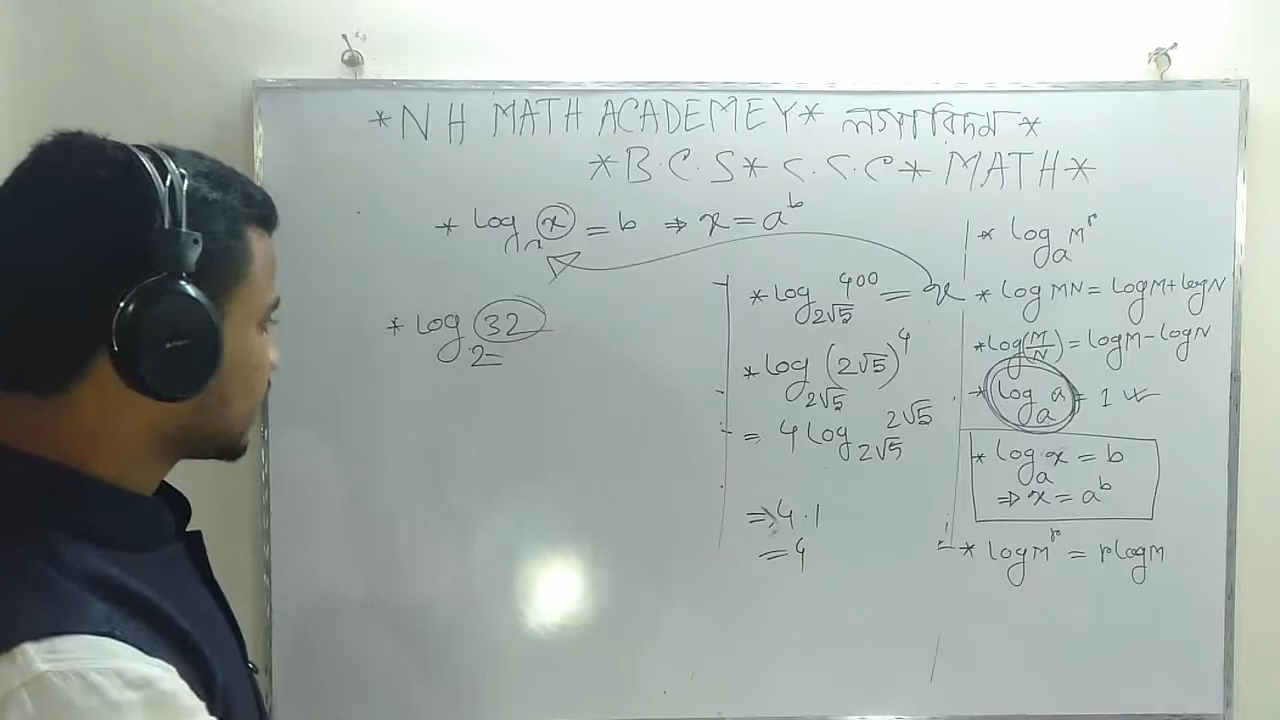 *NH MATH ACADEMEY* লগারিদম *
*B.C.S* S.S.C* MATH*
* log x = b ⇒ x = a^b
* log_2 32
* log_{2√5} 400 = x
* log_{2√5} (2√5)^4
= 4 log_{2√5} 2√5
=> 4.1
= 4
* log_a M^r
* log MN = log M + log N
* log(M/N) = log M - log N
* log_a a = 1
* log_a x = b
⇒ x = a^b
* log M^r = r log M